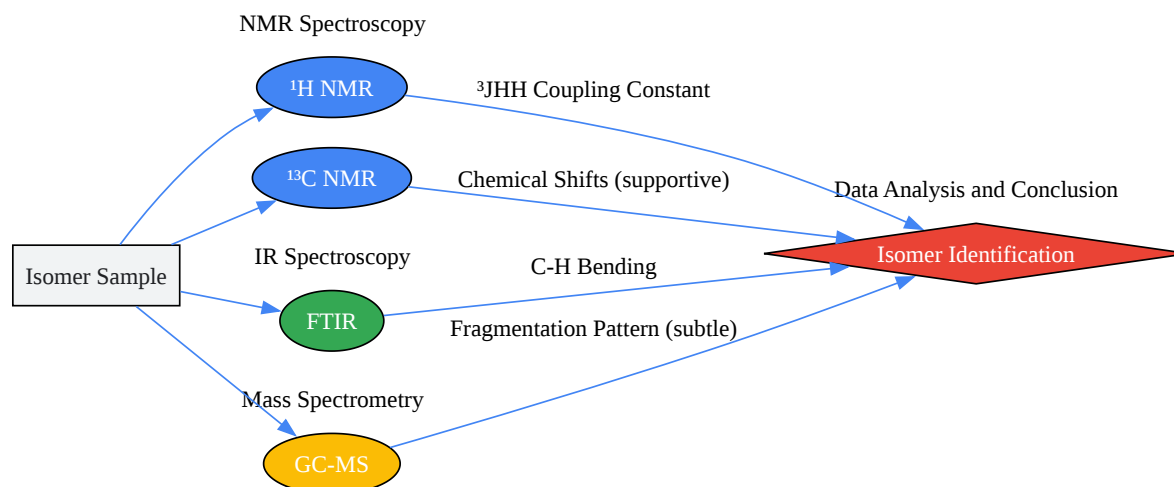 NMR Spectroscopy
¹H NMR
³JHH Coupling Constant
¹³C NMR
Chemical Shifts (supportive)
Data Analysis and Conclusion
Isomer Sample
IR Spectroscopy
C-H Bending
Isomer Identification
FTIR
Fragmentation Pattern (subtle)
Mass Spectrometry
GC-MS